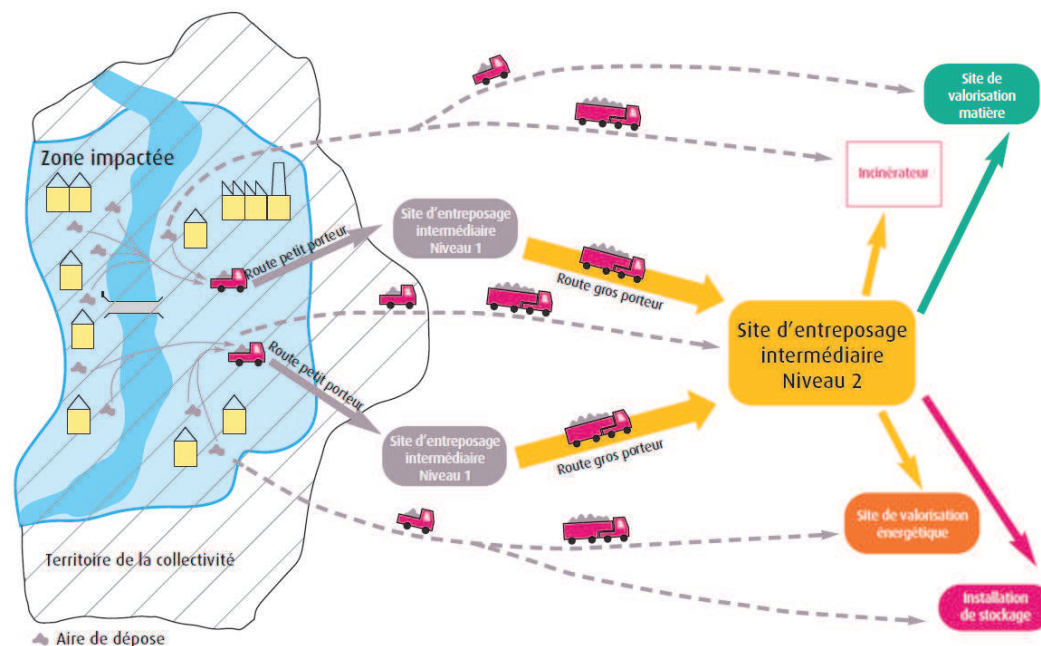 Zone impactée
Site de
valorisation
matière
Incinérateur
Site d'entreposage
intermédiaire
Niveau 1
Route petit porteur
Route gros porteur
Site d'entreposage
intermédiaire
Niveau 2
Route petit porteur
Site d'entreposage
intermédiaire
Niveau 1
Route gros porteur
Site de valorisation
énergétique
Territoire de la collectivité
Installation
de stockage
Aire de dépose